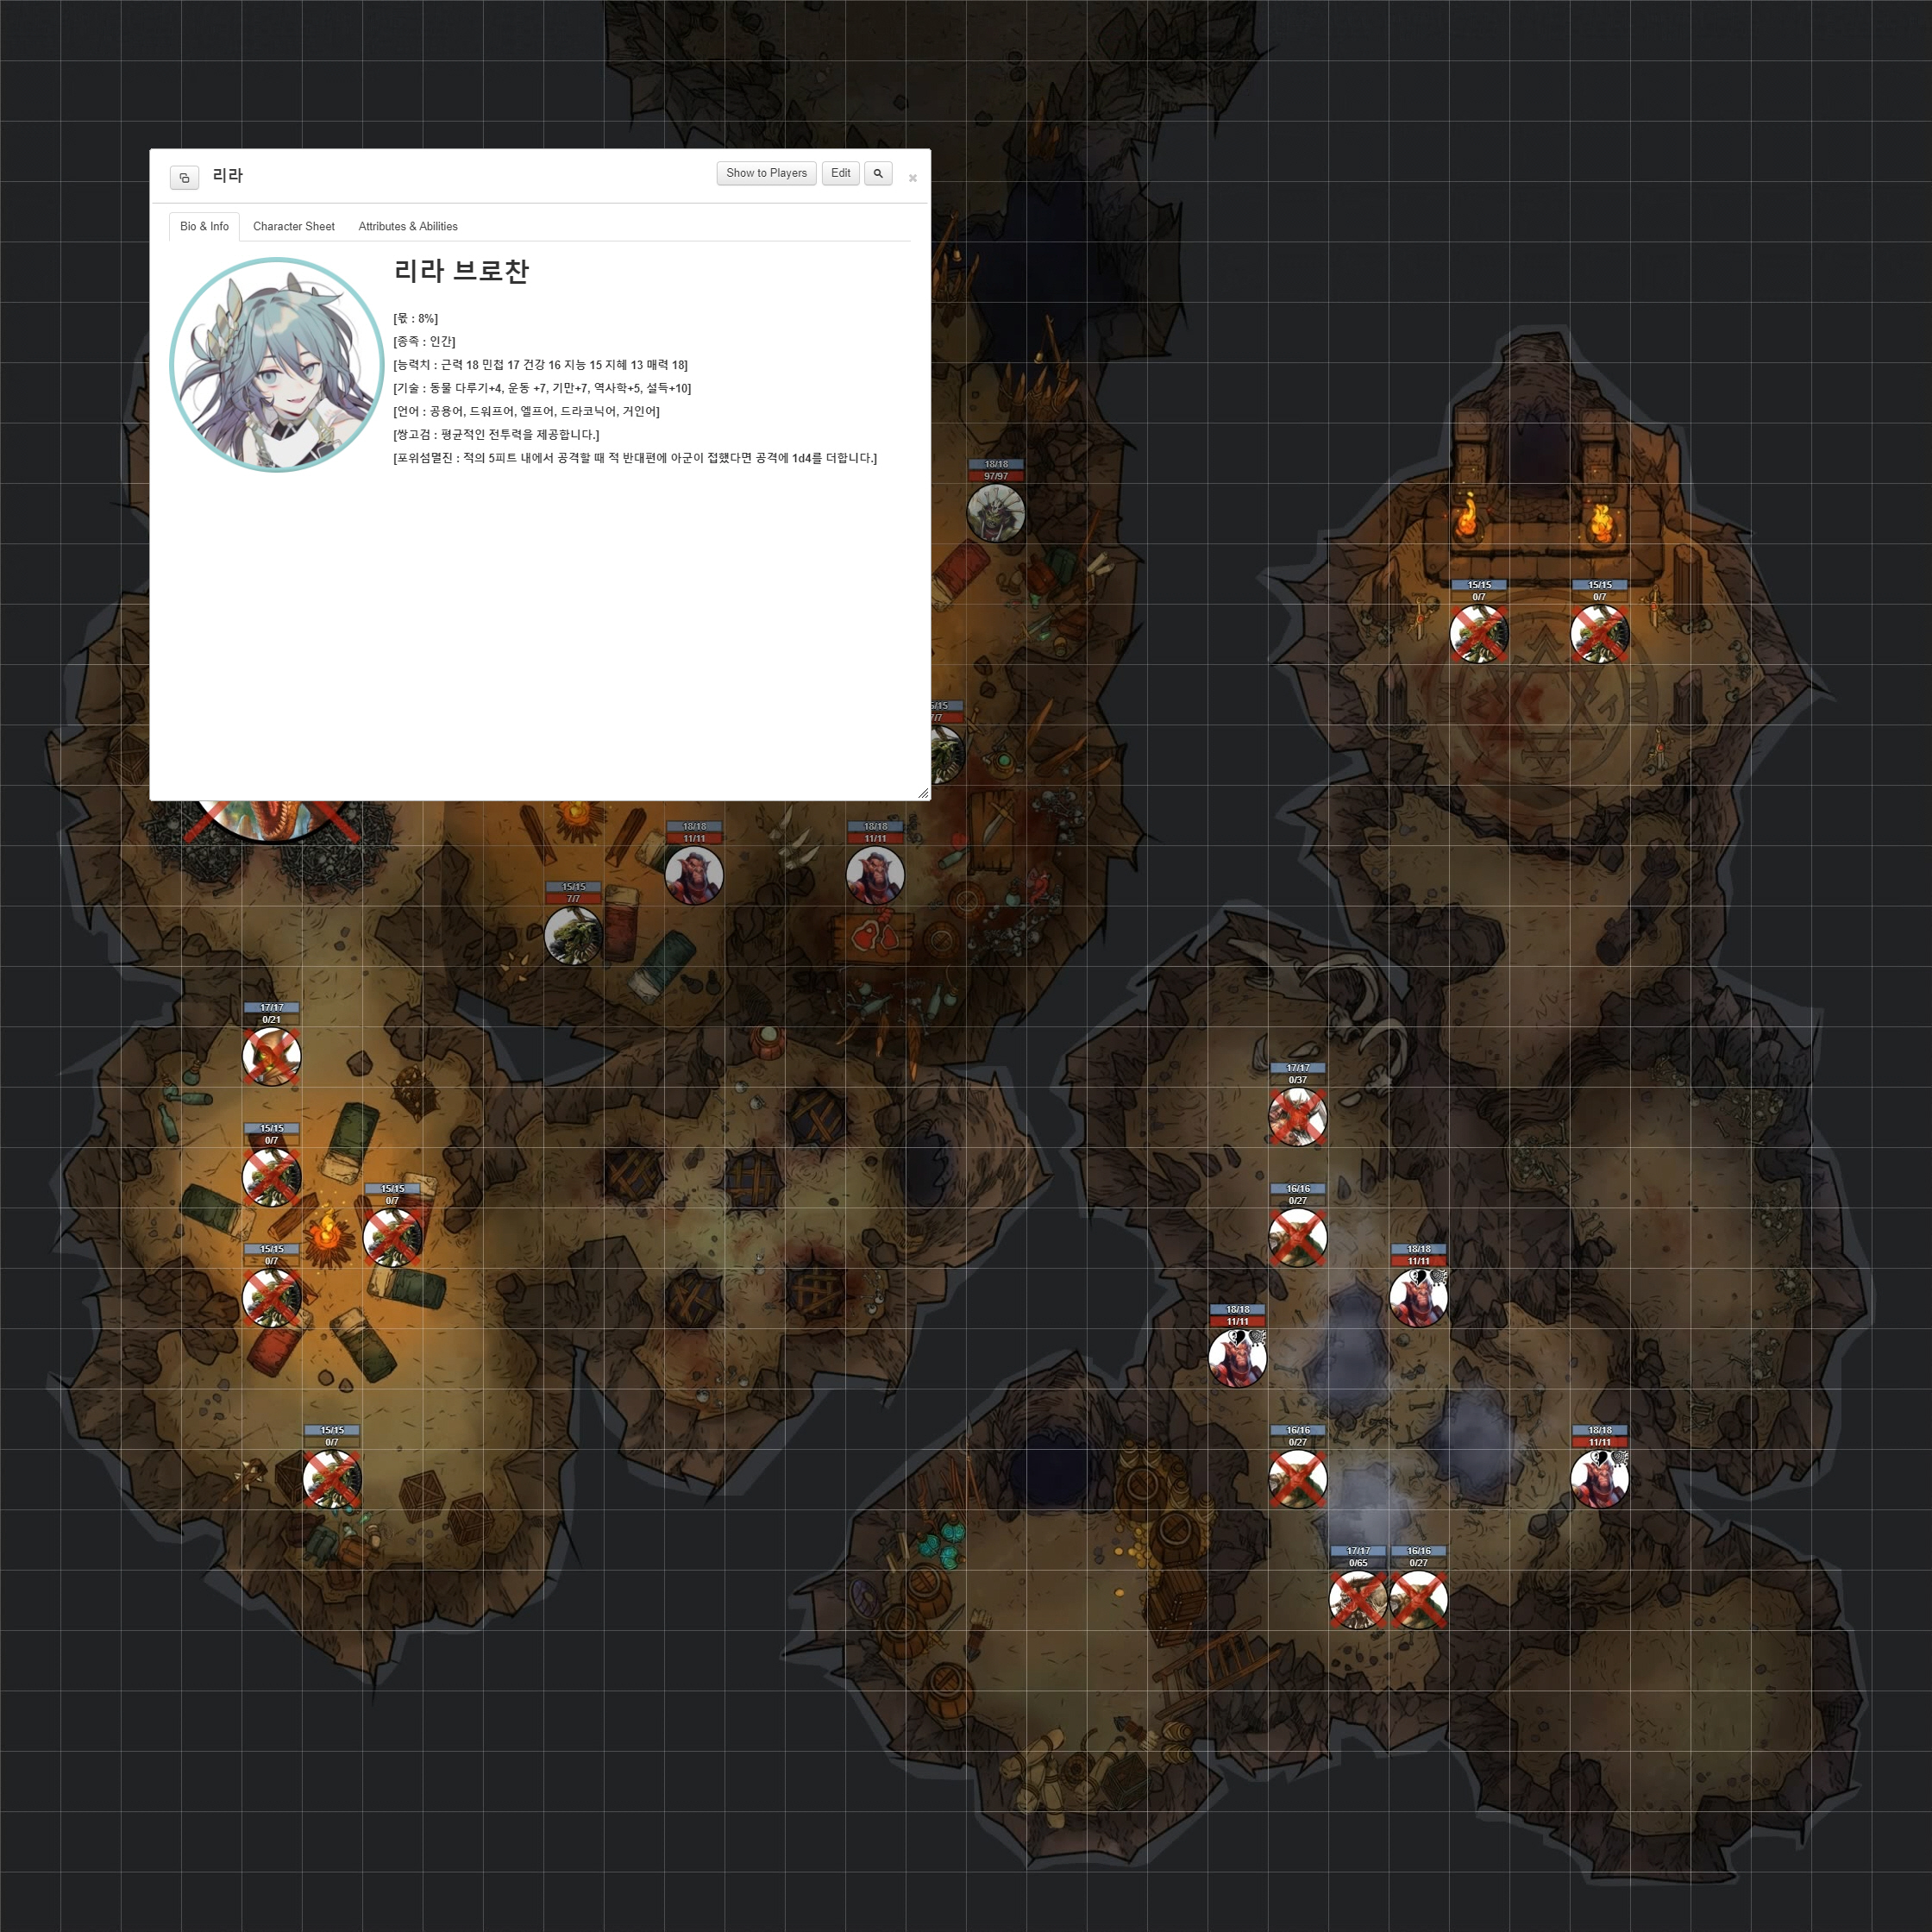 리라
Show to Players
Edit
Bio & Info
Character Sheet
Attributes & Abilities
리라 브로찬
[몫 : 8%]
[종족 : 인간]
[능력치 : 근력 18 민첩 17 건강 16 지능 15 지혜 13 매력 18]
[기술 : 동물 다루기+4, 운동 +7, 기만+7, 역사학+5, 설득+10]
[언어 : 공용어, 드워프어, 엘프어, 드라코닉어, 거인어]
[쌍고검 : 평균적인 전투력을 제공합니다.]
[포위섬멸진 : 적의 5피트 내에서 공격할 때 적 반대편에 아군이 접했다면 공격에 1d4를 더합니다.]
18/18
97/97
15/15
0/7
15/15
0/7
18/18
11/11
18/18
11/11
15/15
7/7
17/17
0/21
17/17
0/37
15/15
0/7
15/15
0/7
16/16
0/27
15/15
0/7
18/18
11/11
18/18
11/11
15/15
0/7
16/16
0/27
18/18
11/11
17/17
0/65
16/16
0/27